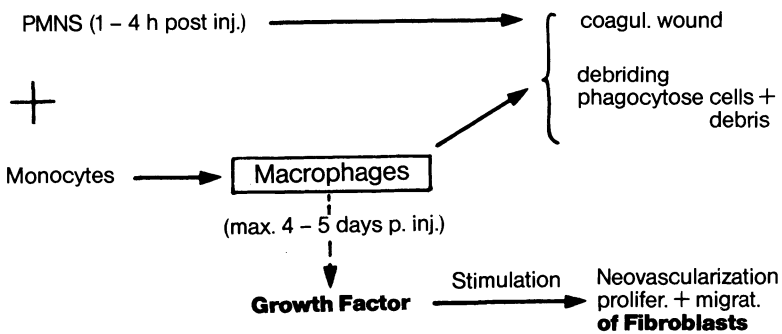 PMNS (1 – 4 h post inj.)
coagul. wound
debriding
phagocytose cells +
debris
+
Monocytes
Macrophages
(max. 4 – 5 days p. inj.)
Growth Factor
Stimulation
Neovascularization
prolifer. + migrat.
of Fibroblasts